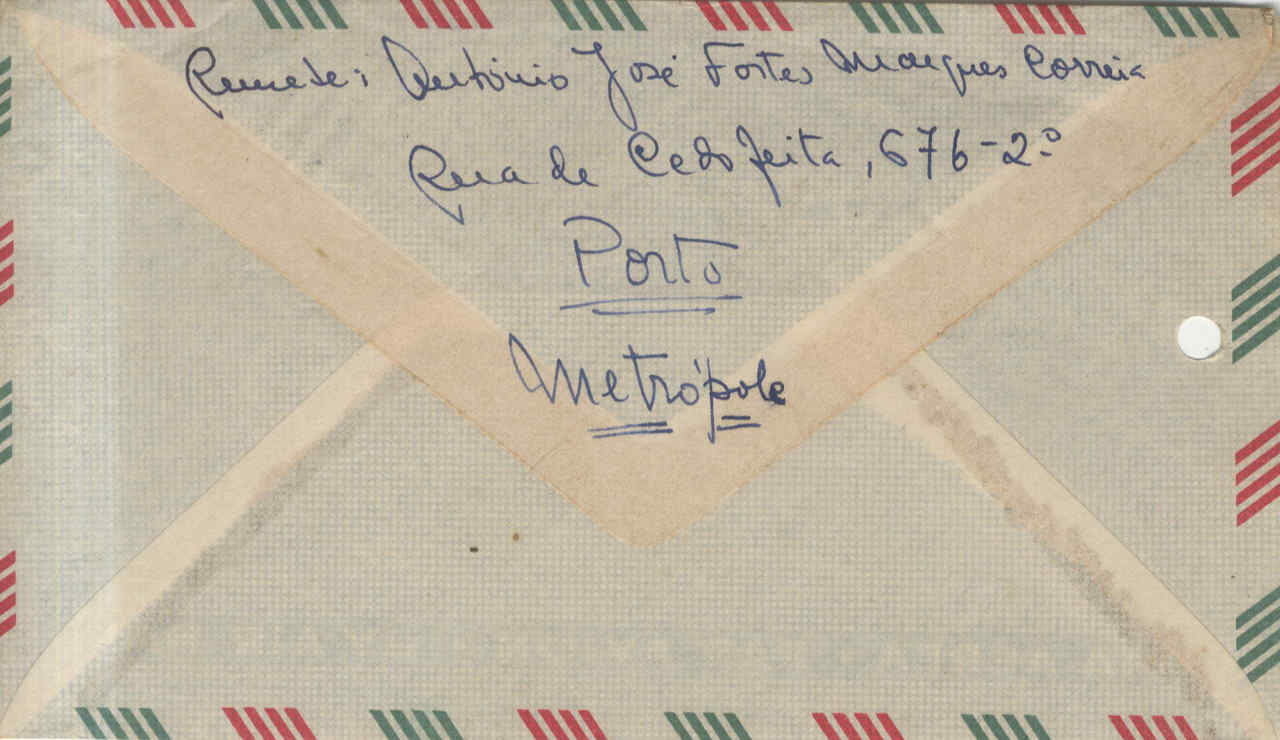 Remete: António José Fortes Marques Correia
Rua de Cedofeita, 676-2.º
Porto
Metrópole